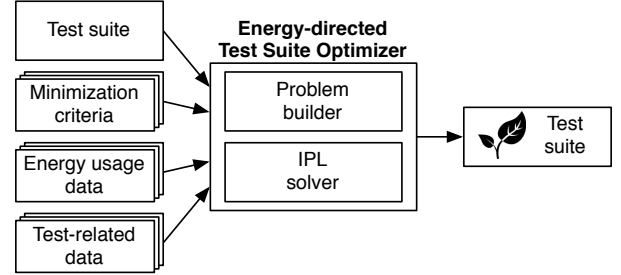 Test suite
Minimization
criteria
Energy usage
data
Test-related
data
Energy-directed
Test Suite Optimizer
Problem
builder
IPL
solver
Test
suite